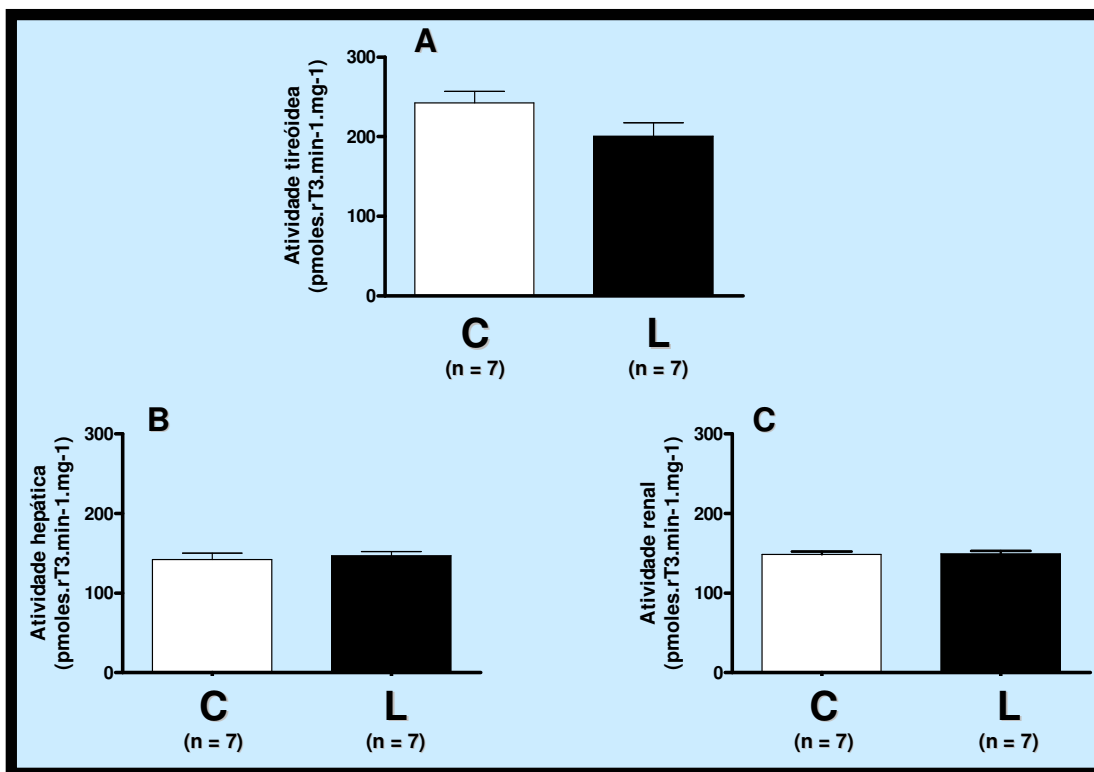 A
Atividade tireóidea
(pmoles.rT3.min-1.mg-1)
300
200
100
0
C
L
(n = 7)
(n = 7)
B
Atividade hepática
(pmoles.rT3.min-1.mg-1)
300
200
100
0
C
L
(n = 7)
(n = 7)
C
Atividade renal
(pmoles.rT3.min-1.mg-1)
300
200
100
0
C
L
(n = 7)
(n = 7)